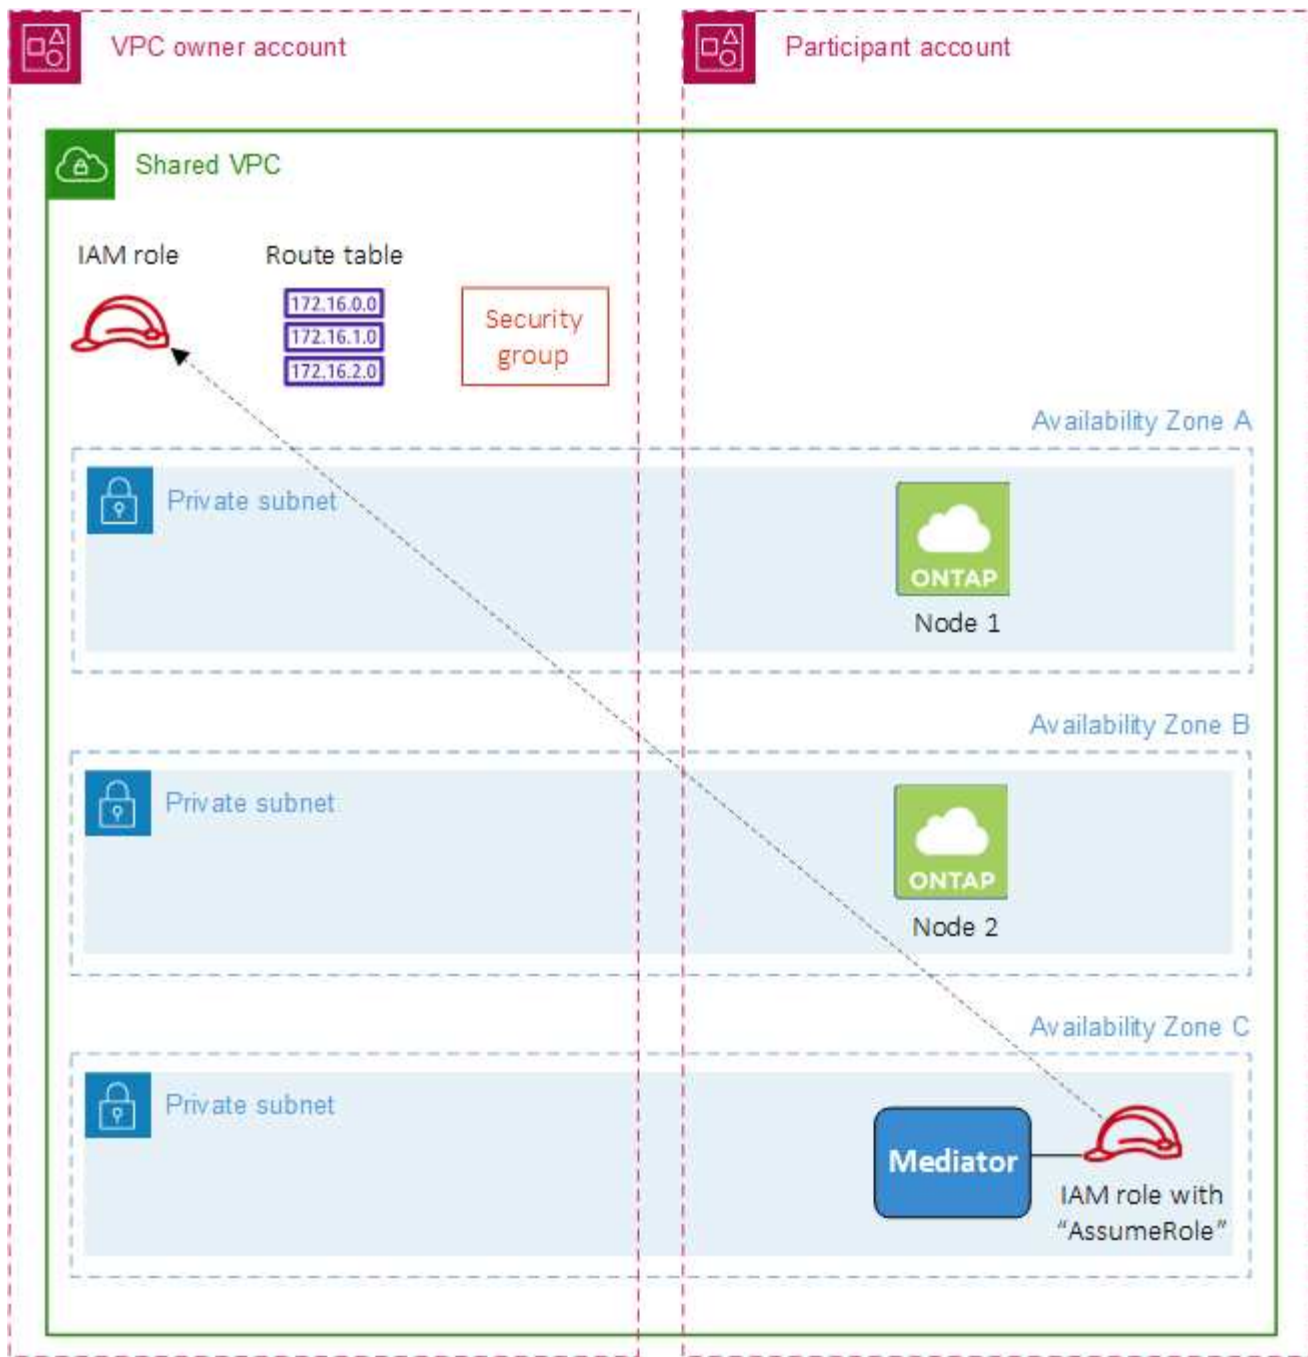 VPC owner account
Participant account
Shared VPC
IAM role
Route table
172.16.0.0
172.16.1.0
172.16.2.0
Security
group
Availability Zone A
Private subnet
ONTAP
Node 1
Availability Zone B
Private subnet
ONTAP
Node 2
Availability Zone C
Private subnet
Mediator
IAM role with
“AssumeRole”